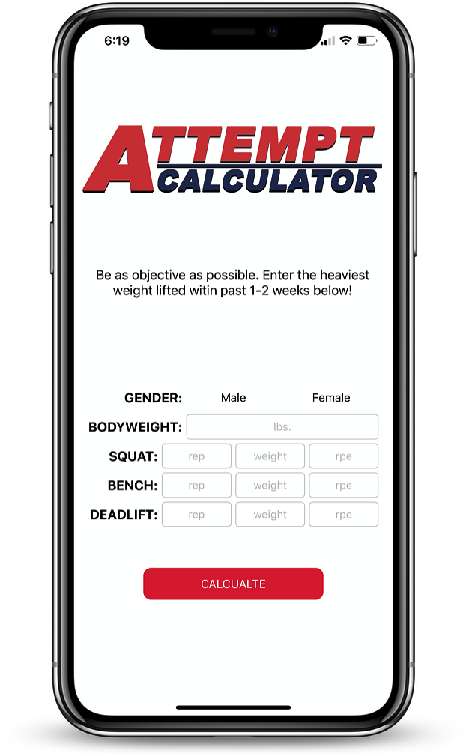 6:19
ATTEMPT
CALCULATOR
Be as objective as possible. Enter the heaviest
weight lifted witin past 1-2 weeks below!
GENDER: Male Female
BODYWEIGHT: lbs.
SQUAT: rep weight rpe
BENCH: rep weight rpe
DEADLIFT: rep weight rpe
CALCUALTE